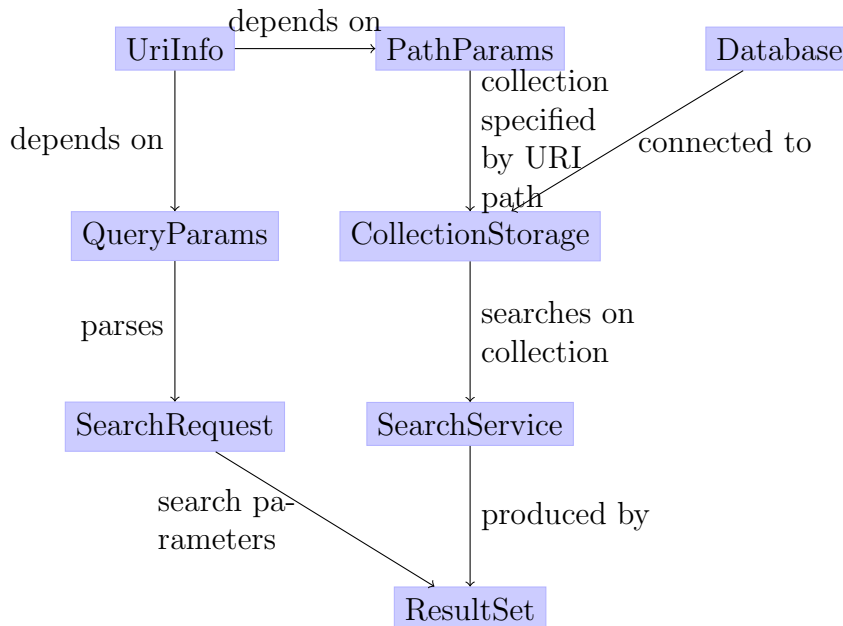 depends on
UriInfo
PathParams
Database
collection
specified
by URI
path
depends on
connected to
QueryParams
CollectionStorage
parses
searches on
collection
SearchRequest
SearchService
search pa-
rameters
produced by
ResultSet